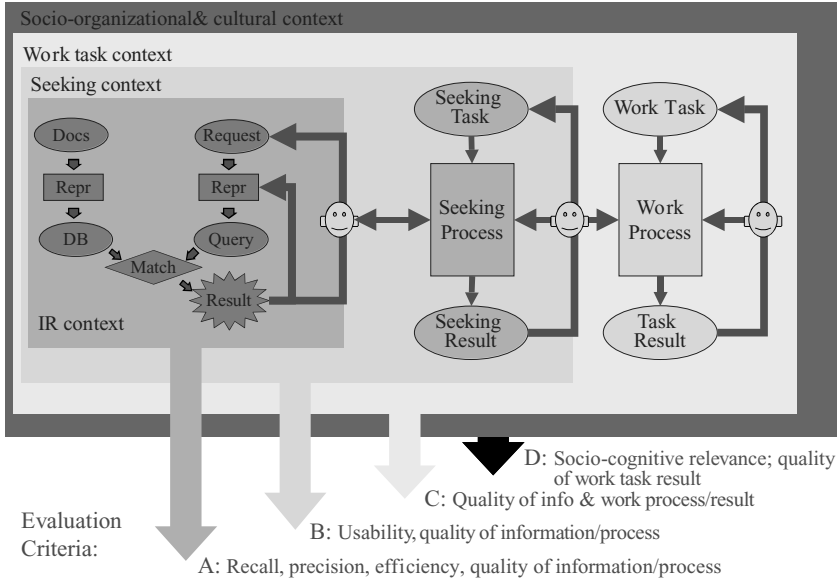 Socio-organizational& cultural context
Work task context
Seeking context
Docs
Repr
DB
Request
Repr
Query
Match
Result
IR context
Seeking
Task
Seeking
Process
Seeking
Result
Work Task
Work
Process
Task
Result
D: Socio-cognitive relevance; quality
of work task result
C: Quality of info & work process/result
B: Usability, quality of information/process
A: Recall, precision, efficiency, quality of information/process
Evaluation
Criteria: